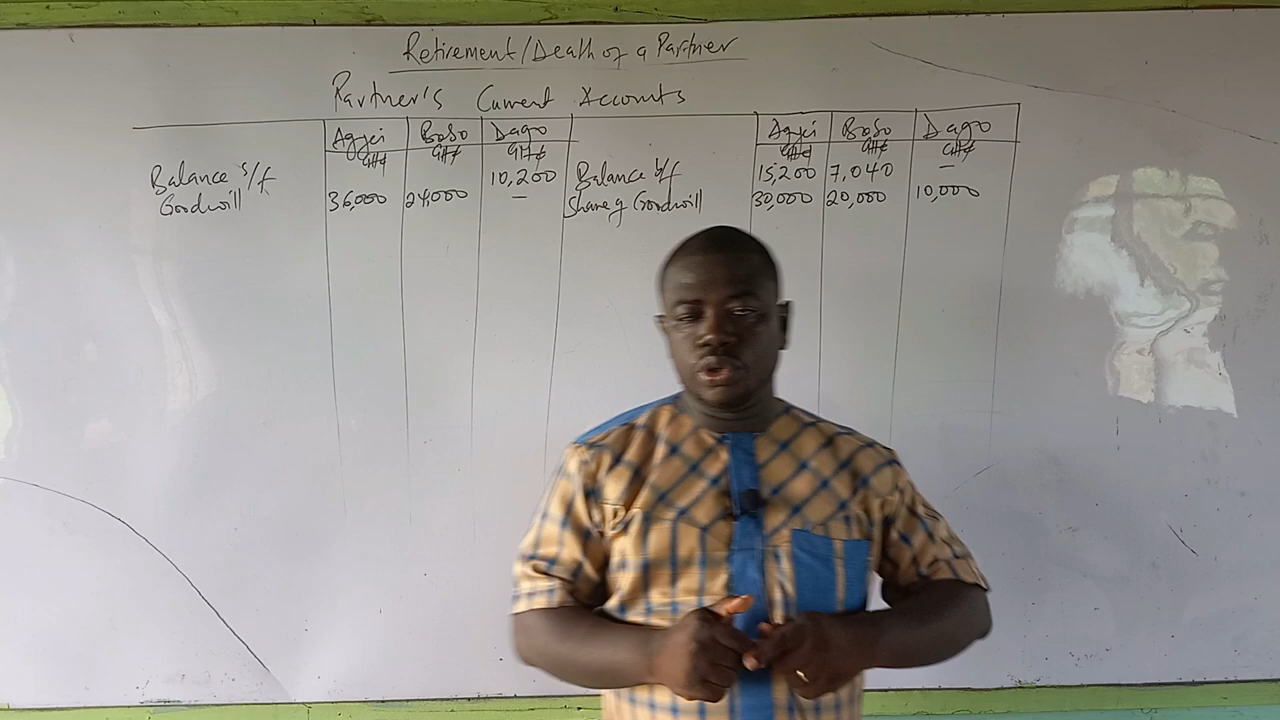 Retirement/Death of a Partner
Partner's Current Accounts
Agyei Boso Dago Agyei Boso Dago
GH¢ GH¢ GH¢ GH¢ GH¢ GH¢
Balance b/f 10,200 Balance b/f 15,200 7,040 -
Goodwill 36,000 24,000 - Share of Goodwill 30,000 20,000 10,000